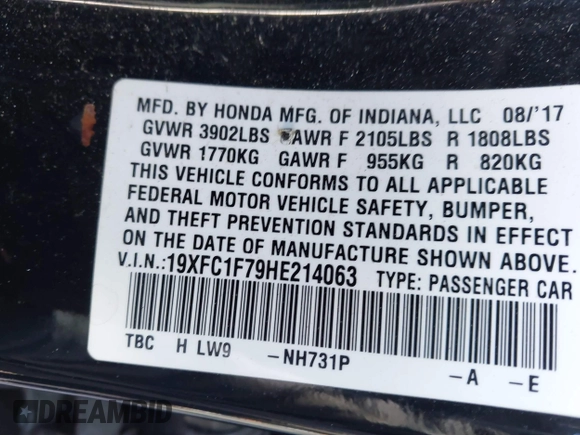 MFD. BY HONDA MFG. OF INDIANA, LLC 08/'17
GVWR 3902LBS GAWR F 2105LBS R 1808LBS
GVWR 1770KG GAWR F 955KG R 820KG
THIS VEHICLE CONFORMS TO ALL APPLICABLE
FEDERAL MOTOR VEHICLE SAFETY, BUMPER,
AND THEFT PREVENTION STANDARDS IN EFFECT
ON THE DATE OF MANUFACTURE SHOWN ABOVE.
V.I.N.:19XFC1F79HE214063 TYPE: PASSENGER CAR
TBC H LW9 -NH731P -A -E
DREAMBID